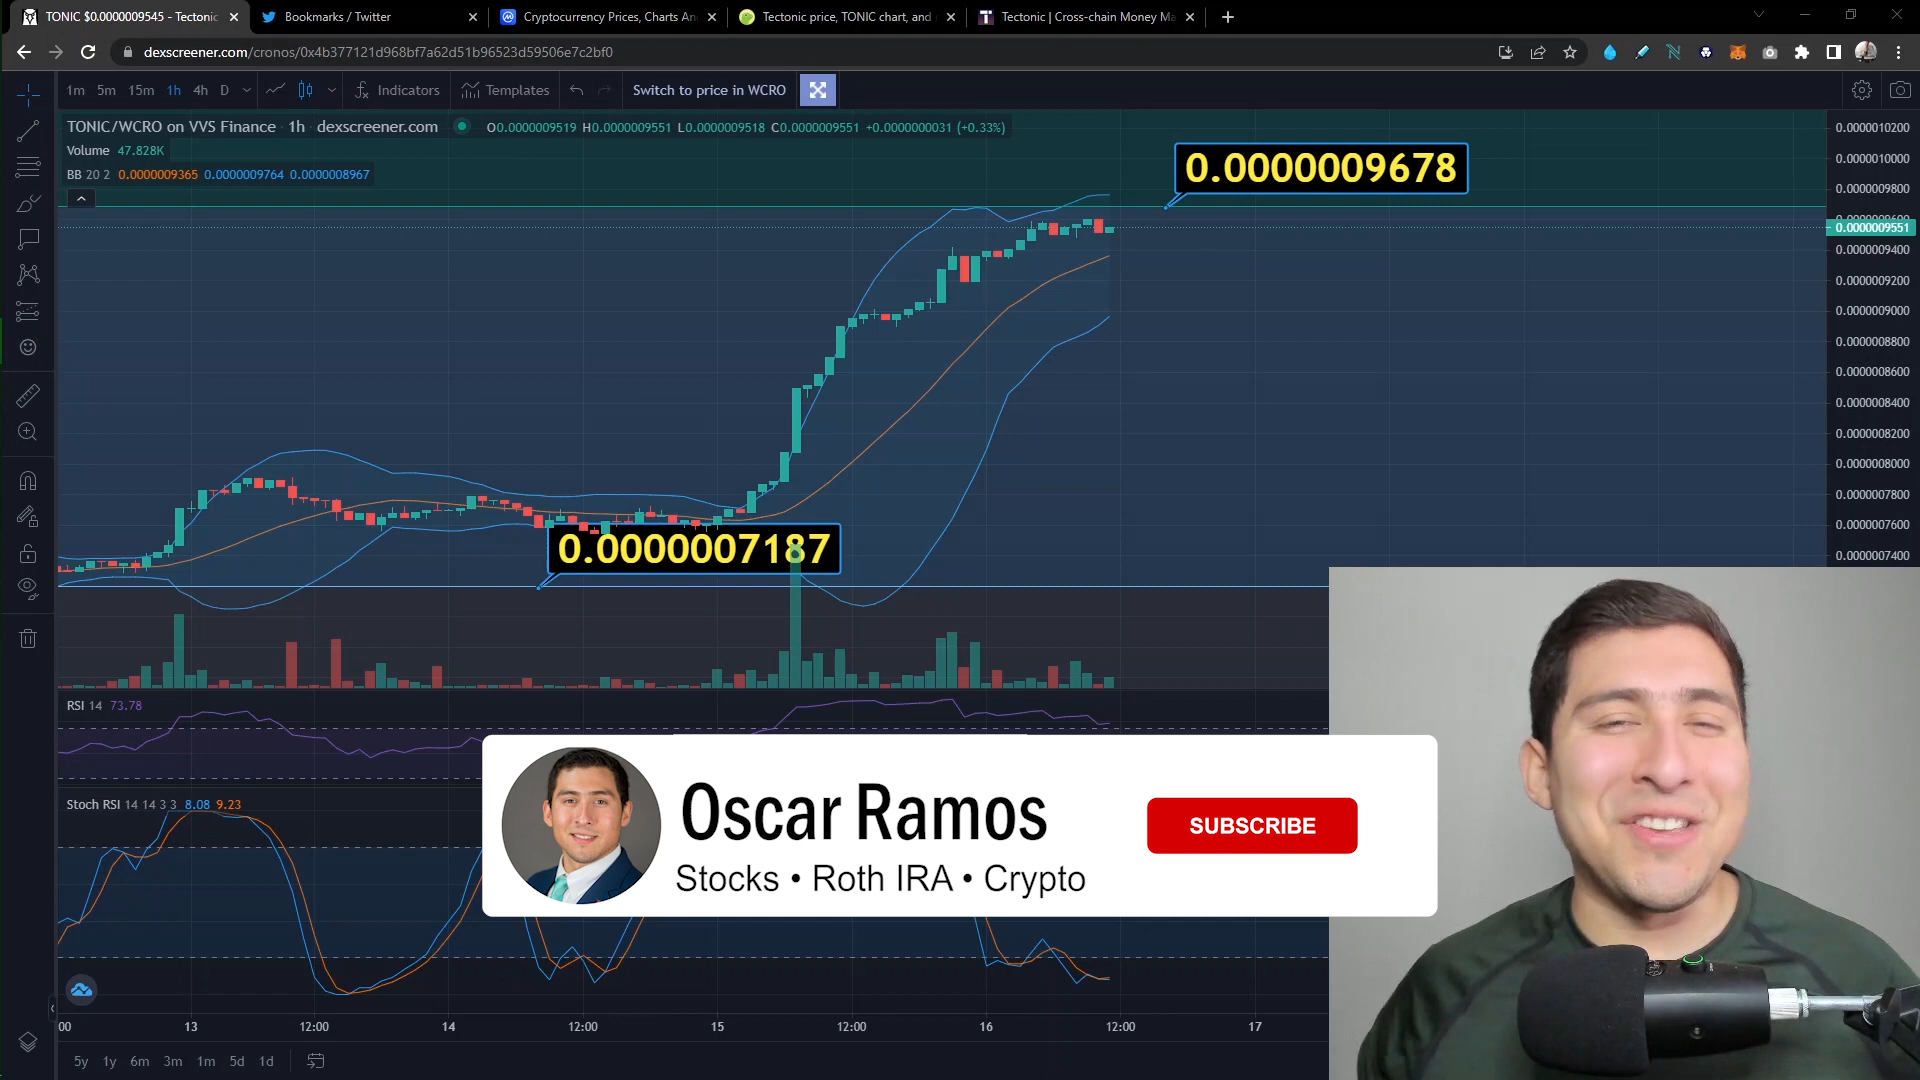 TONIC $0.0000009545 - Tectonic
Bookmarks / Twitter
Cryptocurrency Prices, Charts An
Tectonic price, TONIC chart, and
Tectonic | Cross-chain Money Ma
dexscreener.com/cronos/0x4b377121d968bf7a62d51b96523d59506e7c2bf0
1m 5m 15m 1h 4h D Indicators Templates Switch to price in WCRO
TONIC/WCRO on VVS Finance · 1h · dexscreener.com O0.0000009519 H0.0000009551 L0.0000009518 C0.0000009551 +0.0000000031 (+0.33%)
Volume 47.828K
BB 20 2 0.0000009365 0.0000009764 0.0000008967
0.0000009678
0.0000007187
0.0000010200
0.0000010000
0.0000009800
0.0000009551
0.0000009400
0.0000009200
0.0000009000
0.0000008800
0.0000008600
0.0000008400
0.0000008200
0.0000008000
0.0000007800
0.0000007600
0.0000007400
RSI 14 73.78
Stoch RSI 14 14 3 3 8.08 9.23
Oscar Ramos
Stocks • Roth IRA • Crypto
SUBSCRIBE
:00 13 12:00 14 12:00 15 12:00 16 12:00 17
5y 1y 6m 3m 1m 5d 1d